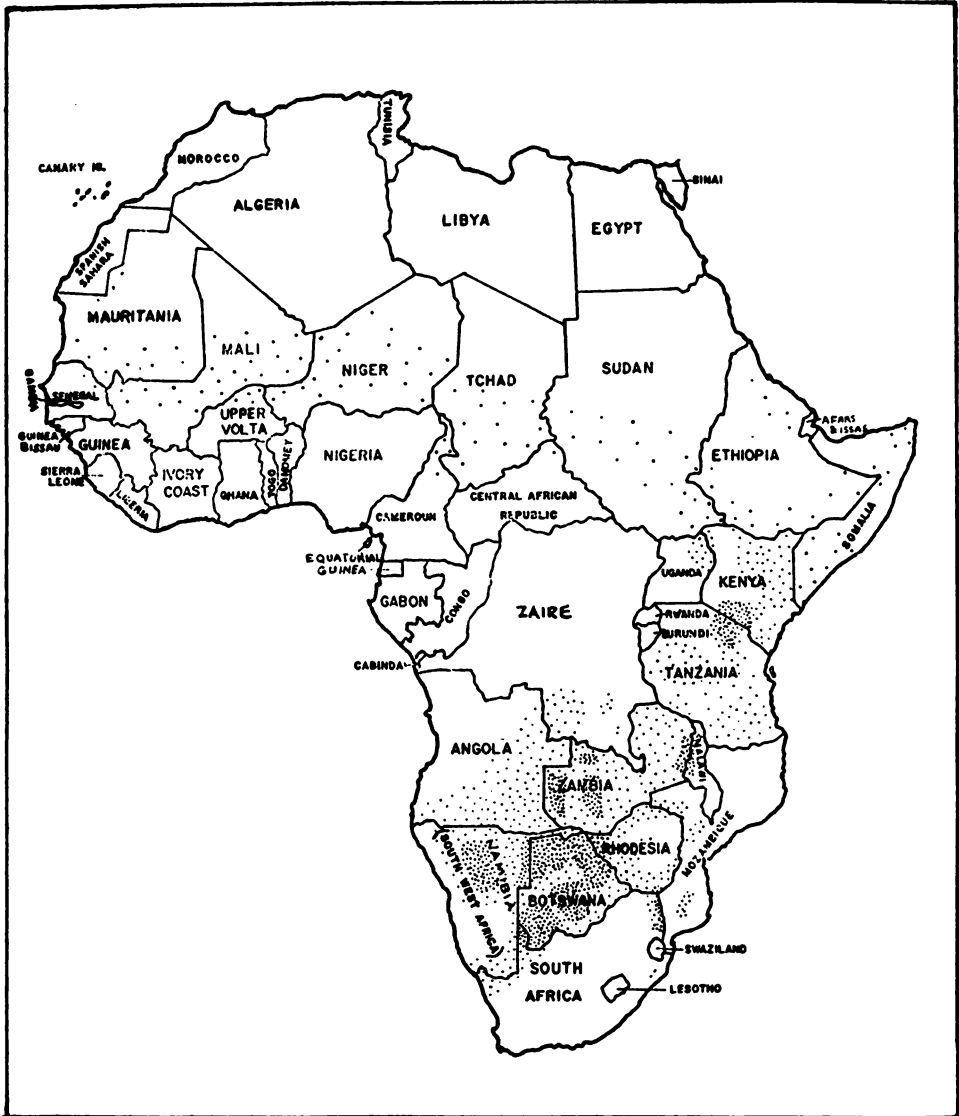 TUNISIA
MOROCCO
CANARY IS.
SINAI
ALGERIA
LIBYA
EGYPT
SPANISH
SAHARA
MAURITANIA
MALI
NIGER
TCHAD
SUDAN
SENEGAL
UPPER
VOLTA
AFARS
& ISSAS
GUINEA
BISSAU
GUINEA
NIGERIA
ETHIOPIA
SIERRA
LEONE
IVORY
COAST
GHANA
TOGO
DAHOMEY
LIBERIA
CENTRAL AFRICAN
REPUBLIC
CAMEROUN
SOMALIA
EQUATORIAL
GUINEA
UGANDA
KENYA
GABON
CONGO
ZAIRE
RWANDA
BURUNDI
CABINDA
TANZANIA
ANGOLA
MALAWI
ZAMBIA
MOZAMBIQUE
RHODESIA
NAMIBIA
(SOUTH WEST AFRICA)
BOTSWANA
SWAZILAND
SOUTH
AFRICA
LESOTHO